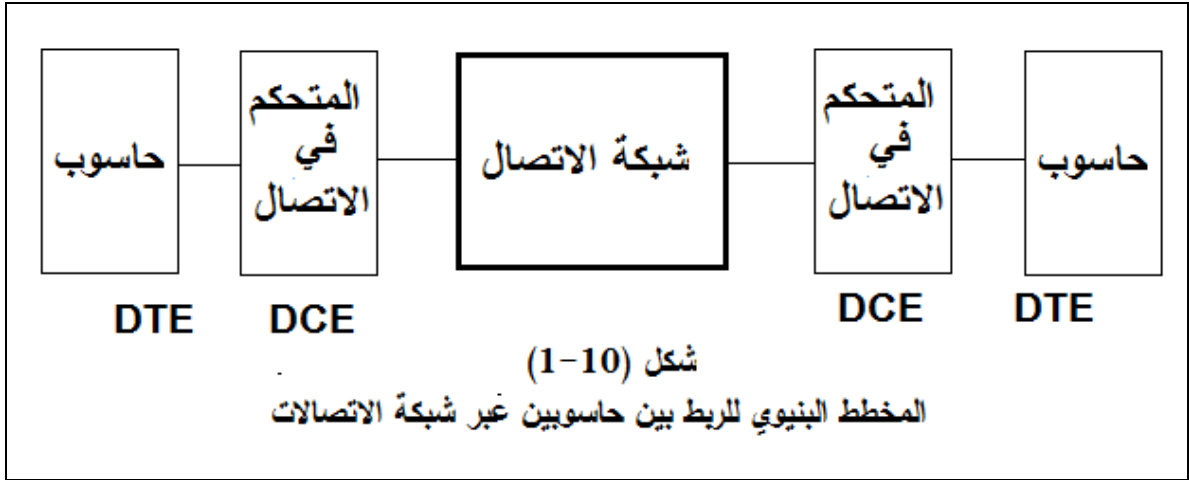 حاسوب
المتحكم
في
الاتصال
شبكة الاتصال
المتحكم
في
الاتصال
حاسوب
DTE
DCE
DCE
DTE
شكل (10-1)
المخطط البنيوي للربط بين حاسوبين غبر شبكة الاتصالات